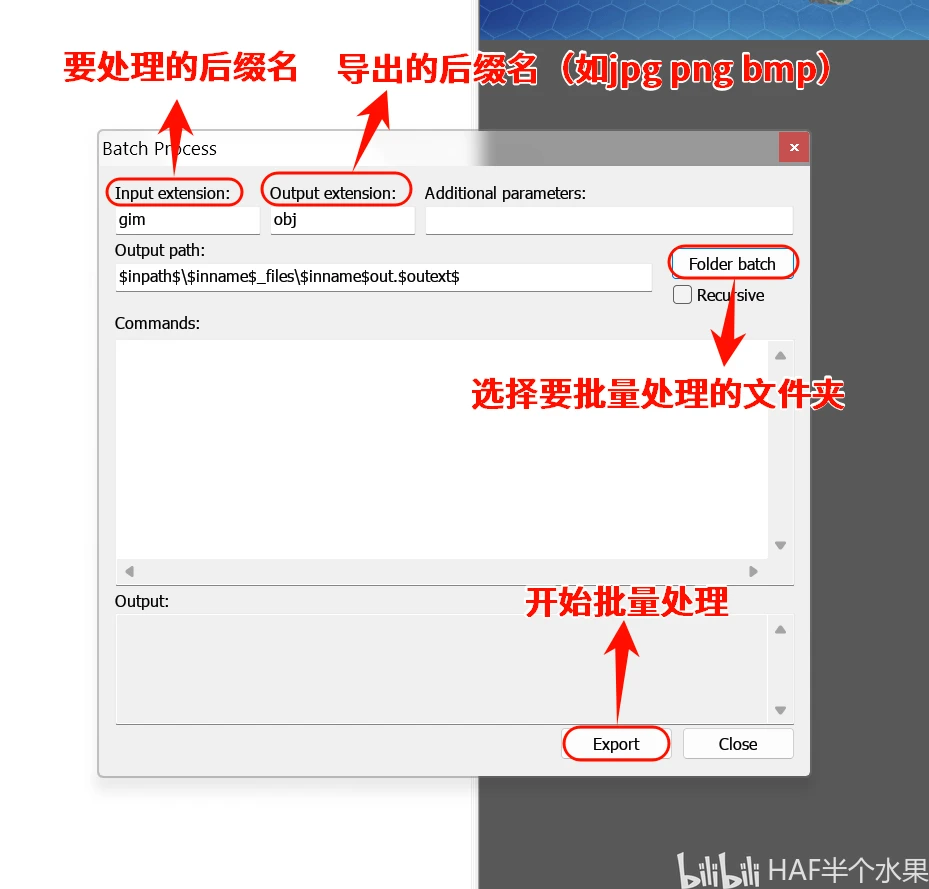 要处理的后缀名
导出的后缀名（如jpg png bmp）
Batch Process
Input extension:
Output extension:
Additional parameters:
gim
obj
Output path:
$inpath$\$inname$_files\$inname$out.$outext$
Folder batch
Recursive
Commands:
选择要批量处理的文件夹
开始批量处理
Output:
Export
Close
bilibili HAF半个水果